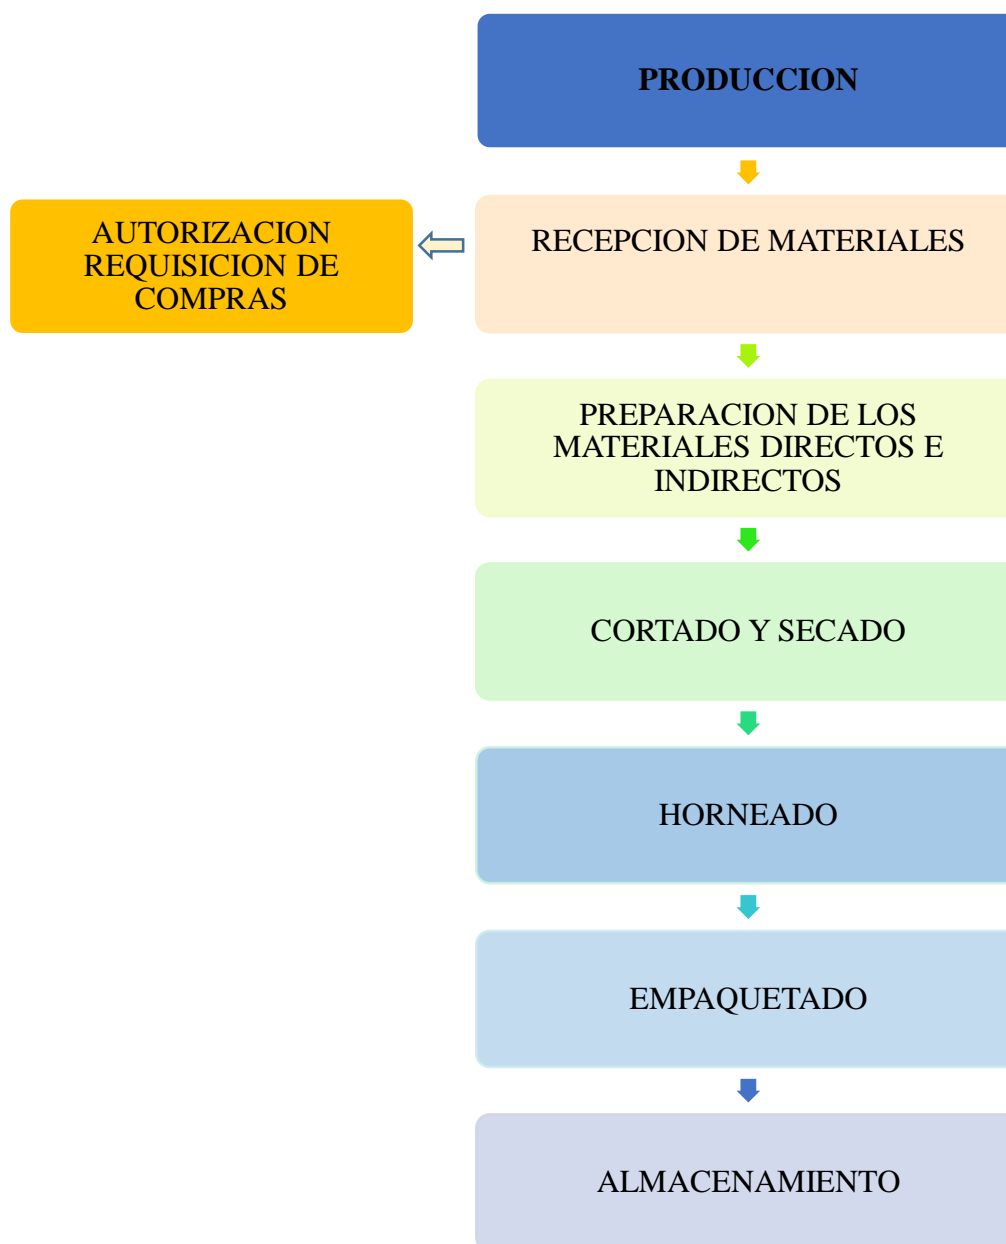 PRODUCCION
AUTORIZACION
REQUISICION DE
COMPRAS
RECEPCION DE MATERIALES
PREPARACION DE LOS
MATERIALES DIRECTOS E
INDIRECTOS
CORTADO Y SECADO
HORNEADO
EMPAQUETADO
ALMACENAMIENTO